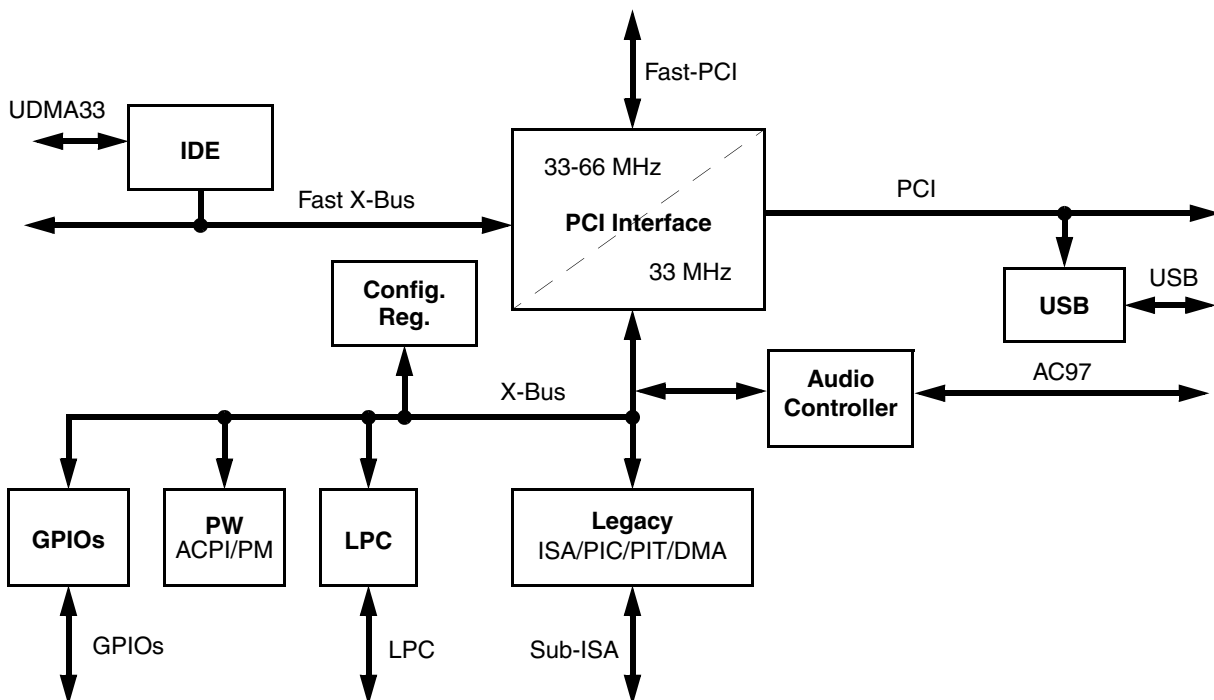 Fast-PCI
UDMA33
IDE
33-66 MHz
PCI
Fast X-Bus
PCI Interface
33 MHz
Config.
Reg.
USB
USB
Audio
Controller
AC97
X-Bus
GPIOs
PW
ACPI/PM
LPC
Legacy
ISA/PIC/PIT/DMA
GPIOs
LPC
Sub-ISA